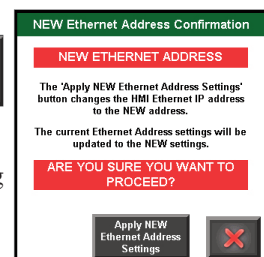 NEW Ethernet Address Confirmation
NEW ETHERNET ADDRESS
The 'Apply NEW Ethernet Address Settings'
button changes the HMI Ethernet IP address
to the NEW address.
The current Ethernet Address settings will be
updated to the NEW settings.
ARE YOU SURE YOU WANT TO
PROCEED?
Apply NEW
Ethernet Address
Settings